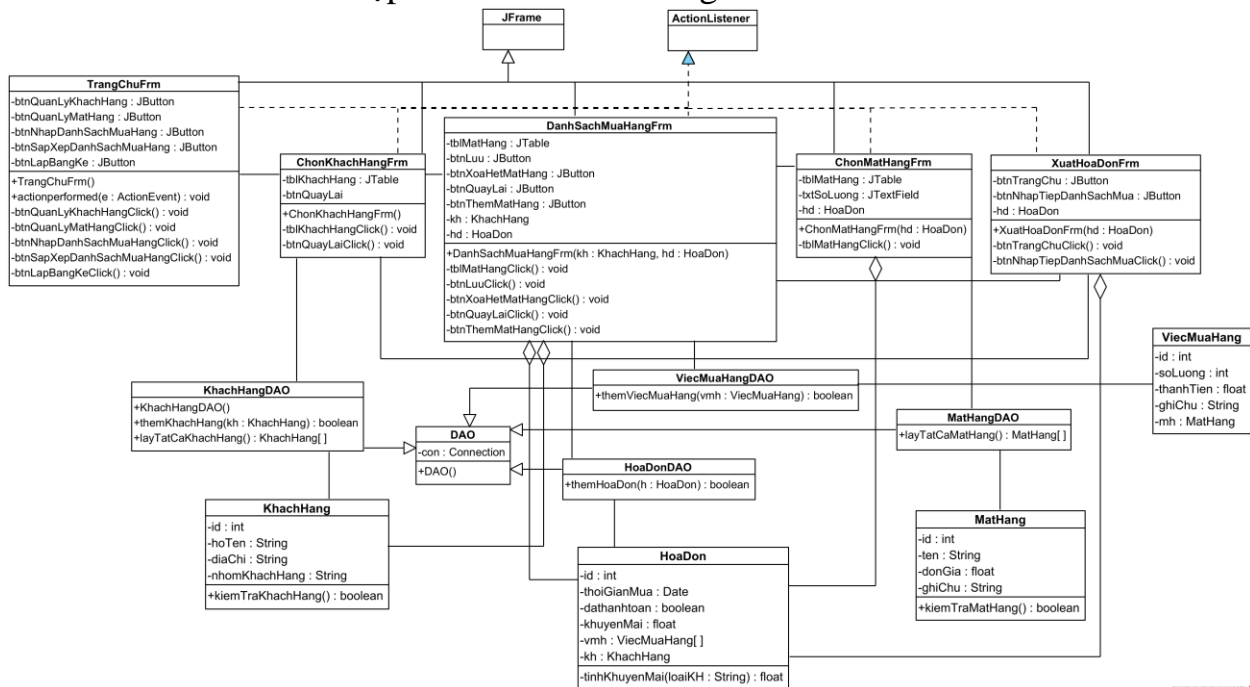 JFrame
ActionListener
TrangChuFrm
-btnQuanLyKhachHang : JButton
-btnQuanLyMatHang : JButton
-btnNhapDanhSachMuaHang : JButton
-btnSapXepDanhSachMuaHang : JButton
-btnLapBangKe : JButton
+TrangChuFrm()
+actionperformed(e : ActionEvent) : void
-btnQuanLyKhachHangClick() : void
-btnQuanLyMatHangClick() : void
-btnNhapDanhSachMuaHangClick() : void
-btnSapXepDanhSachMuaHangClick() : void
-btnLapBangKeClick() : void
ChonKhachHangFrm
-tblKhachHang : JTable
-btnQuayLai
+ChonKhachHangFrm()
-tblKhachHangClick() : void
-btnQuayLaiClick() : void
DanhSachMuaHangFrm
-tblMatHang : JTable
-btnLuu : JButton
-btnXoaHetMatHang : JButton
-btnQuayLai : JButton
-btnThemMatHang : JButton
-kh : KhachHang
-hd : HoaDon
+DanhSachMuaHangFrm(kh : KhachHang, hd : HoaDon)
-tblMatHangClick() : void
-btnLuuClick() : void
-btnXoaHetMatHangClick() : void
-btnQuayLaiClick() : void
-btnThemMatHangClick() : void
ChonMatHangFrm
-tblMatHang : JTable
-txtSoLuong : JTextField
-hd : HoaDon
+ChonMatHangFrm(hd : HoaDon)
-tblMatHangClick() : void
XuatHoaDonFrm
-btnTrangChu : JButton
-btnNhapTiepDanhSachMua : JButton
-hd : HoaDon
+XuatHoaDonFrm(hd : HoaDon)
-btnTrangChuClick() : void
-btnNhapTiepDanhSachMuaClick() : void
ViecMuaHang
-id : int
-soLuong : int
-thanhTien : float
-ghiChu : String
-mh : MatHang
KhachHangDAO
+KhachHangDAO()
+themKhachHang(kh : KhachHang) : boolean
+layTatCaKhachHang() : KhachHang[ ]
ViecMuaHangDAO
+themViecMuaHang(vmh : ViecMuaHang) : boolean
MatHangDAO
+layTatCaMatHang() : MatHang[ ]
DAO
-con : Connection
+DAO()
HoaDonDAO
+themHoaDon(h : HoaDon) : boolean
KhachHang
-id : int
-hoTen : String
-diaChi : String
-nhomKhachHang : String
+kiemTraKhachHang() : boolean
HoaDon
-id : int
-thoiGianMua : Date
-dathanhtoan : boolean
-khuyenMai : float
-vmh : ViecMuaHang[ ]
-kh : KhachHang
-tinhKhuyenMai(loaiKH : String) : float
MatHang
-id : int
-ten : String
-donGia : float
-ghiChu : String
+kiemTraMatHang() : boolean